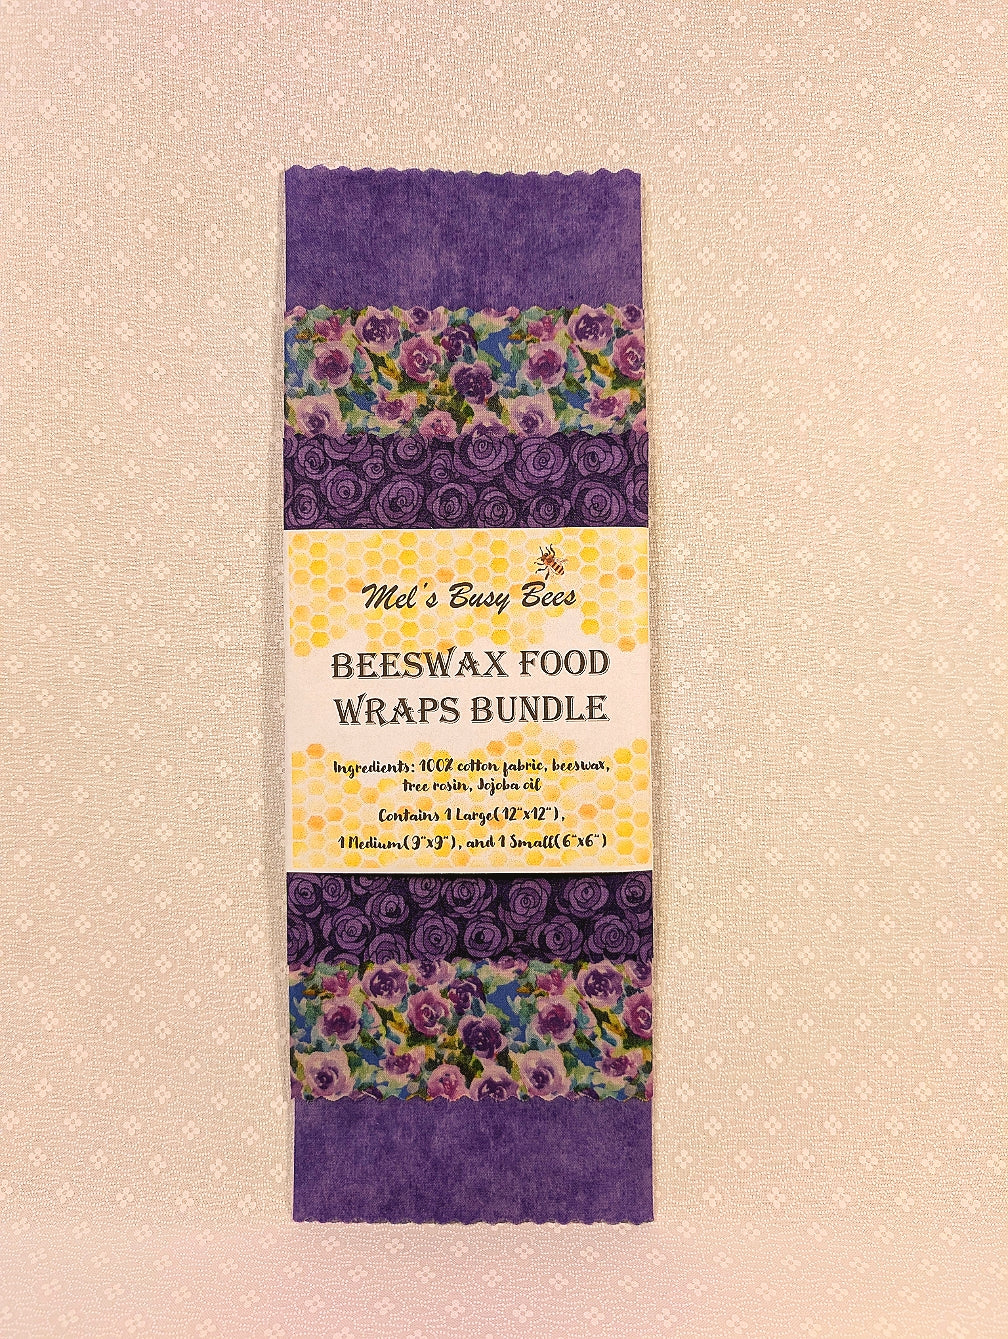 Mel's Busy Bees
BEESWAX FOOD
WRAPS BUNDLE
Ingredients: 100% cotton fabric, beeswax,
tree rosin, Jojoba oil
Contains 1 Large(12"x12"),
1 Medium(9"x9"), and 1 Small(6"x6")